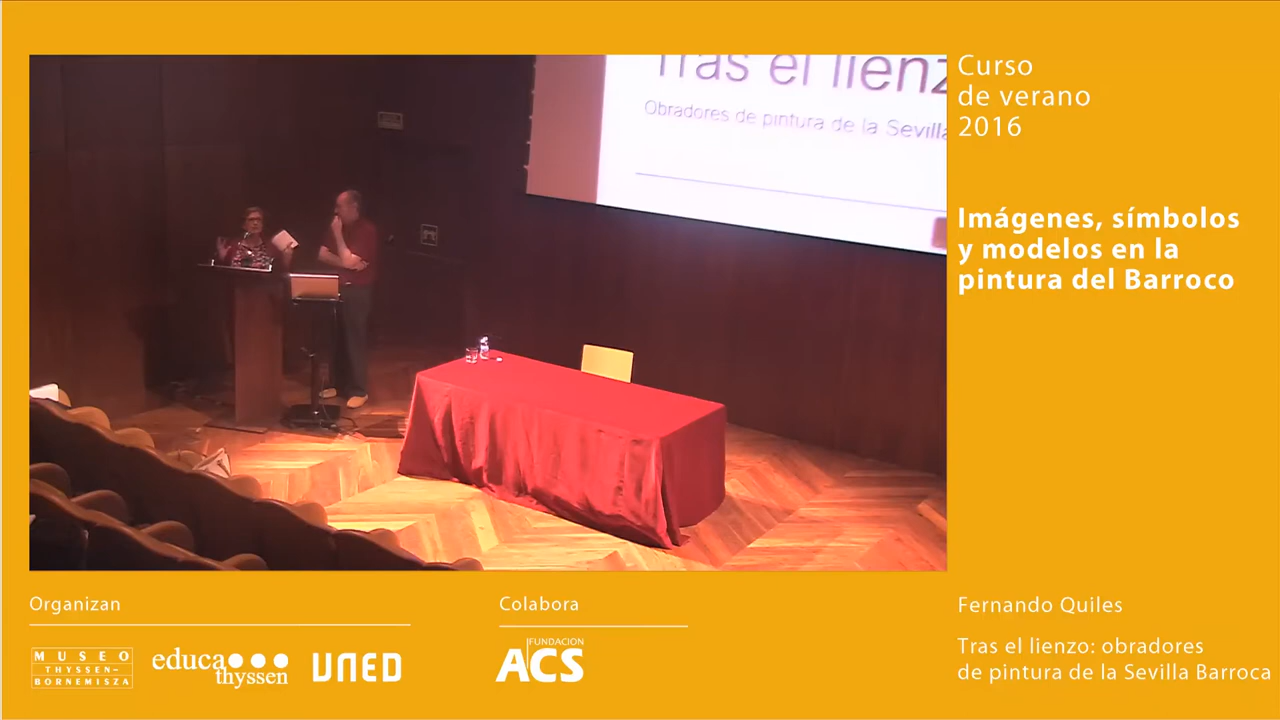 Tras el lienz
Obradores de pintura de la Sevilla
Curso
de verano
2016
Imágenes, símbolos
y modelos en la
pintura del Barroco
Organizan
MUSEO
THYSSEN-
BORNEMISZA
educa
thyssen
UNED
Colabora
FUNDACION
ACS
Fernando Quiles
Tras el lienzo: obradores
de pintura de la Sevilla Barroca